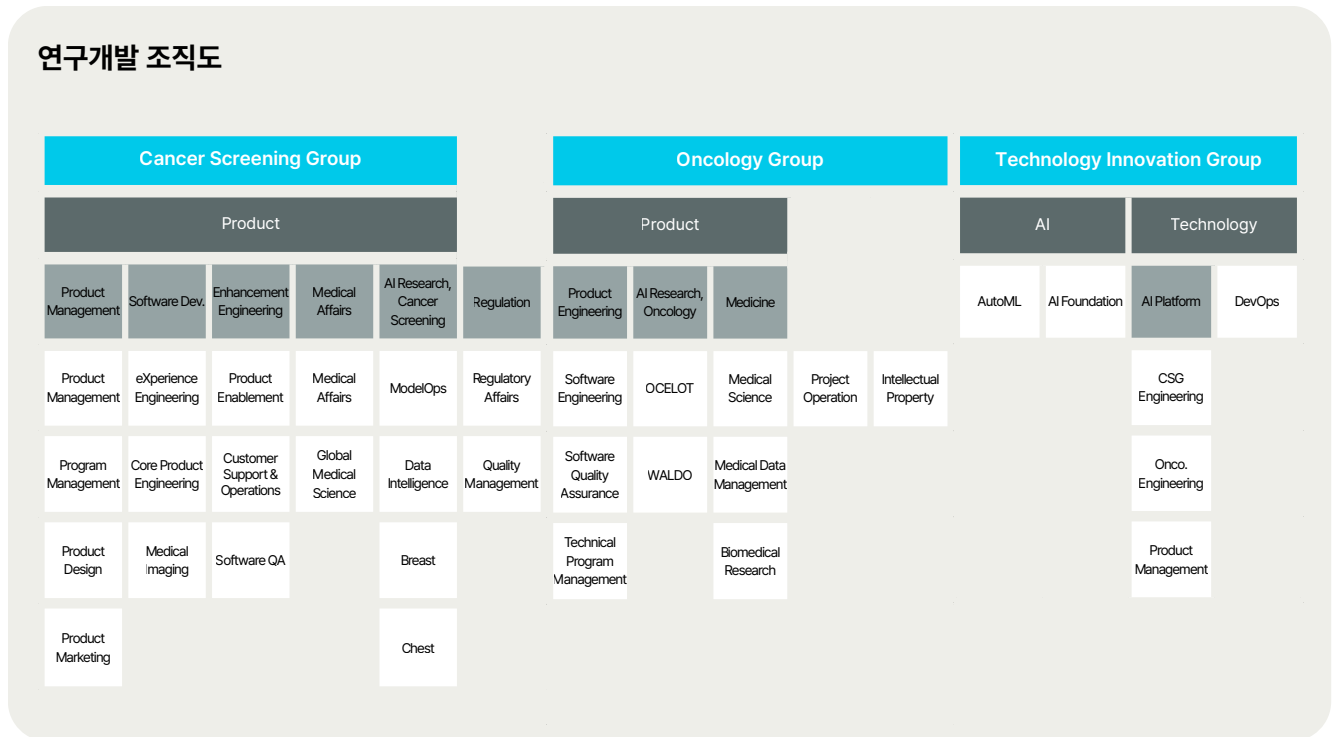 연구개발 조직도
Cancer Screening Group
Oncology Group
Technology Innovation Group
Product
Product
AI
Technology
Product
Management
Software Dev.
Enhancement
Engineering
Medical
Affairs
AI Research,
Cancer
Screening
Regulation
Product
Engineering
AI Research,
Oncology
Medicine
AutoML
AI Foundation
AI Platform
DevOps
Product
Management
eXperience
Engineering
Product
Enablement
Medical
Affairs
ModelOps
Regulatory
Affairs
Software
Engineering
OCELOT
Medical
Science
Project
Operation
Intellectual
Property
CSG
Engineering
Program
Management
Core Product
Engineering
Customer
Support &
Operations
Global
Medical
Science
Data
Intelligence
Quality
Management
Software
Quality
Assurance
WALDO
Medical Data
Management
Onco.
Engineering
Product
Design
Medical
Imaging
Software QA
Breast
Technical
Program
Management
Biomedical
Research
Product
Management
Product
Marketing
Chest